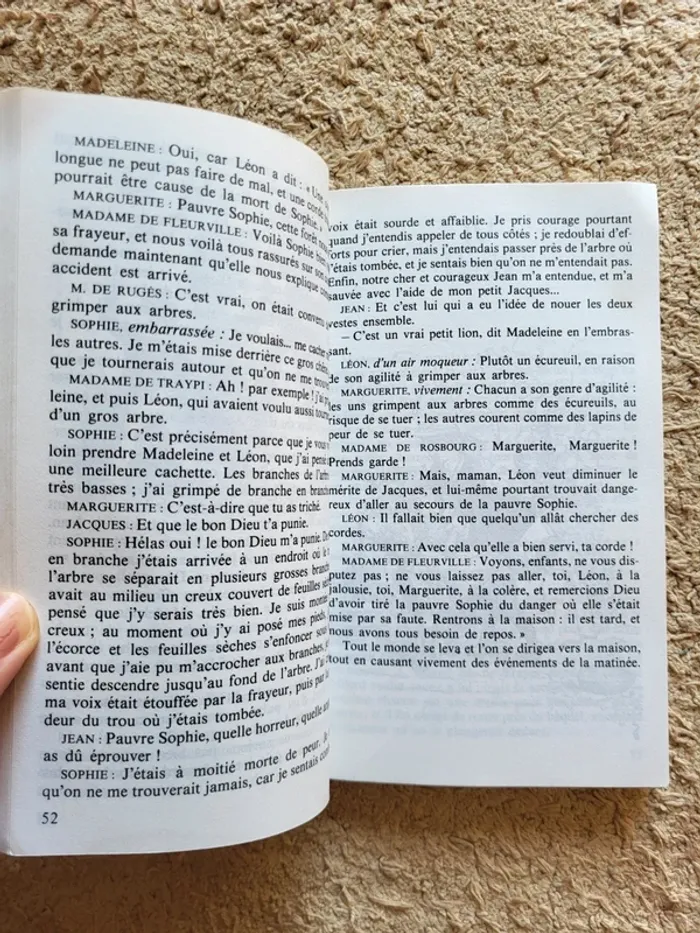 MADELEINE : Oui, car Léon a dit : « Une
longue ne peut pas faire de mal, et une corde
pourrait être cause de la mort de Sophie. »
MARGUERITE : Pauvre Sophie, cette forêt
MADAME DE FLEURVILLE : Voilà Sophie
sa frayeur, et nous voilà tous rassurés sur son
demande maintenant qu'elle nous explique
accident est arrivé.
M. DE RUGÈS : C'est vrai, on était convenu
grimper aux arbres.
SOPHIE, embarrassée : Je voulais... me cacher
les autres. Je m'étais mise derrière ce gros
que je tournerais autour et qu'on ne me
MADAME DE TRAYPI : Ah ! par exemple ! j'ai
leine, et puis Léon, qui avaient voulu aussi
d'un gros arbre.
SOPHIE : C'est précisément parce que je
loin prendre Madeleine et Léon, que j'ai
une meilleure cachette. Les branches de l'arbre
très basses ; j'ai grimpé de branche en branche
MARGUERITE : C'est-à-dire que tu as triché.
JACQUES : Et que le bon Dieu t'a punie.
SOPHIE : Hélas oui ! le bon Dieu m'a punie. De
en branche j'étais arrivée à un endroit où
l'arbre se séparait en plusieurs grosses
avait au milieu un creux couvert de feuilles
pensé que j'y serais très bien. Je suis
creux ; au moment où j'y ai posé mes pieds,
l'écorce et les feuilles sèches s'enfoncer
avant que j'aie pu m'accrocher aux branches,
sentie descendre jusqu'au fond de l'arbre. J'ai
ma voix était étouffée par la frayeur, puis par
deur du trou où j'étais tombée.
JEAN : Pauvre Sophie, quelle horreur, quelle
as dû éprouver !
SOPHIE : J'étais à moitié morte de peur.
qu'on ne me trouverait jamais, car je sentais
52
voix était sourde et affaiblie. Je pris courage pourtant
quand j'entendis appeler de tous côtés ; je redoublai d'ef-
forts pour crier, mais j'entendais passer près de l'arbre où
j'étais tombée, et je sentais bien qu'on ne m'entendait pas.
Enfin, notre cher et courageux Jean m'a entendue, et m'a
sauvée avec l'aide de mon petit Jacques...
JEAN : Et c'est lui qui a eu l'idée de nouer les deux
vestes ensemble.
– C'est un vrai petit lion, dit Madeleine en l'embras-
sant.
LÉON, d'un air moqueur : Plutôt un écureuil, en raison
de son agilité à grimper aux arbres.
MARGUERITE, vivement : Chacun a son genre d'agilité :
les uns grimpent aux arbres comme des écureuils, au
risque de se tuer ; les autres courent comme des lapins de
peur de se tuer.
MADAME DE ROSBOURG : Marguerite, Marguerite !
Prends garde !
MARGUERITE : Mais, maman, Léon veut diminuer le
mérite de Jacques, et lui-même pourtant trouvait dange-
reux d'aller au secours de la pauvre Sophie.
LÉON : Il fallait bien que quelqu'un allât chercher des
cordes.
MARGUERITE : Avec cela qu'elle a bien servi, ta corde !
MADAME DE FLEURVILLE : Voyons, enfants, ne vous dis-
putez pas ; ne vous laissez pas aller, toi, Léon, à la
jalousie, toi, Marguerite, à la colère, et remercions Dieu
d'avoir tiré la pauvre Sophie du danger où elle s'était
mise par sa faute. Rentrons à la maison : il est tard, et
nous avons tous besoin de repos. »
Tout le monde se leva et l'on se dirigea vers la maison,
tout en causant vivement des événements de la matinée.